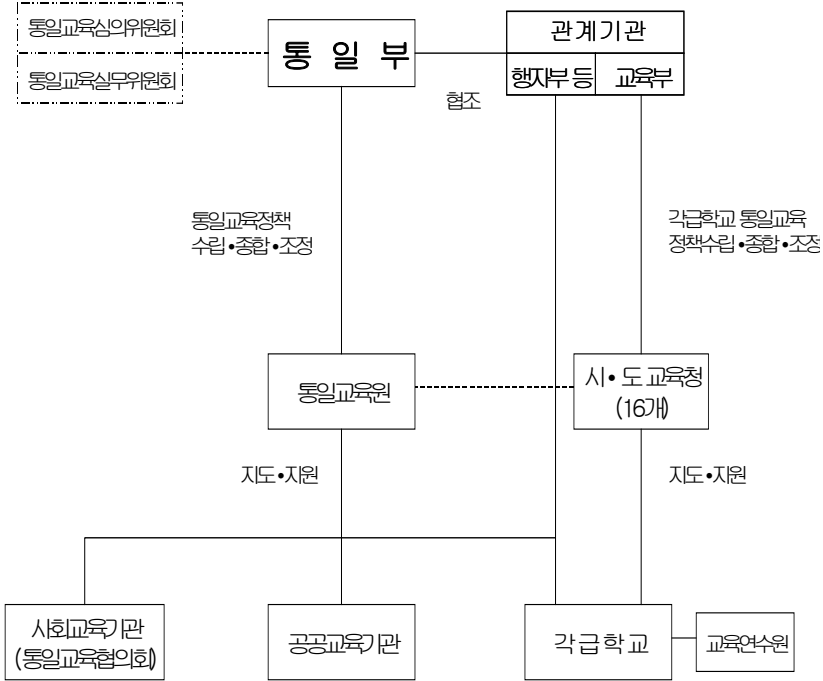 통일교육심의위원회
통일교육실무위원회
통 일 부
관계기관
행자부 등
교육부
협조
통일교육정책
수립•종합•조정
각급학교 통일교육
정책수립•종합•조정
통일교육원
시•도 교육청
(16개)
지도•지원
지도•지원
사회교육기관
(통일교육협의회)
공공교육기관
각급학교
교육연수원